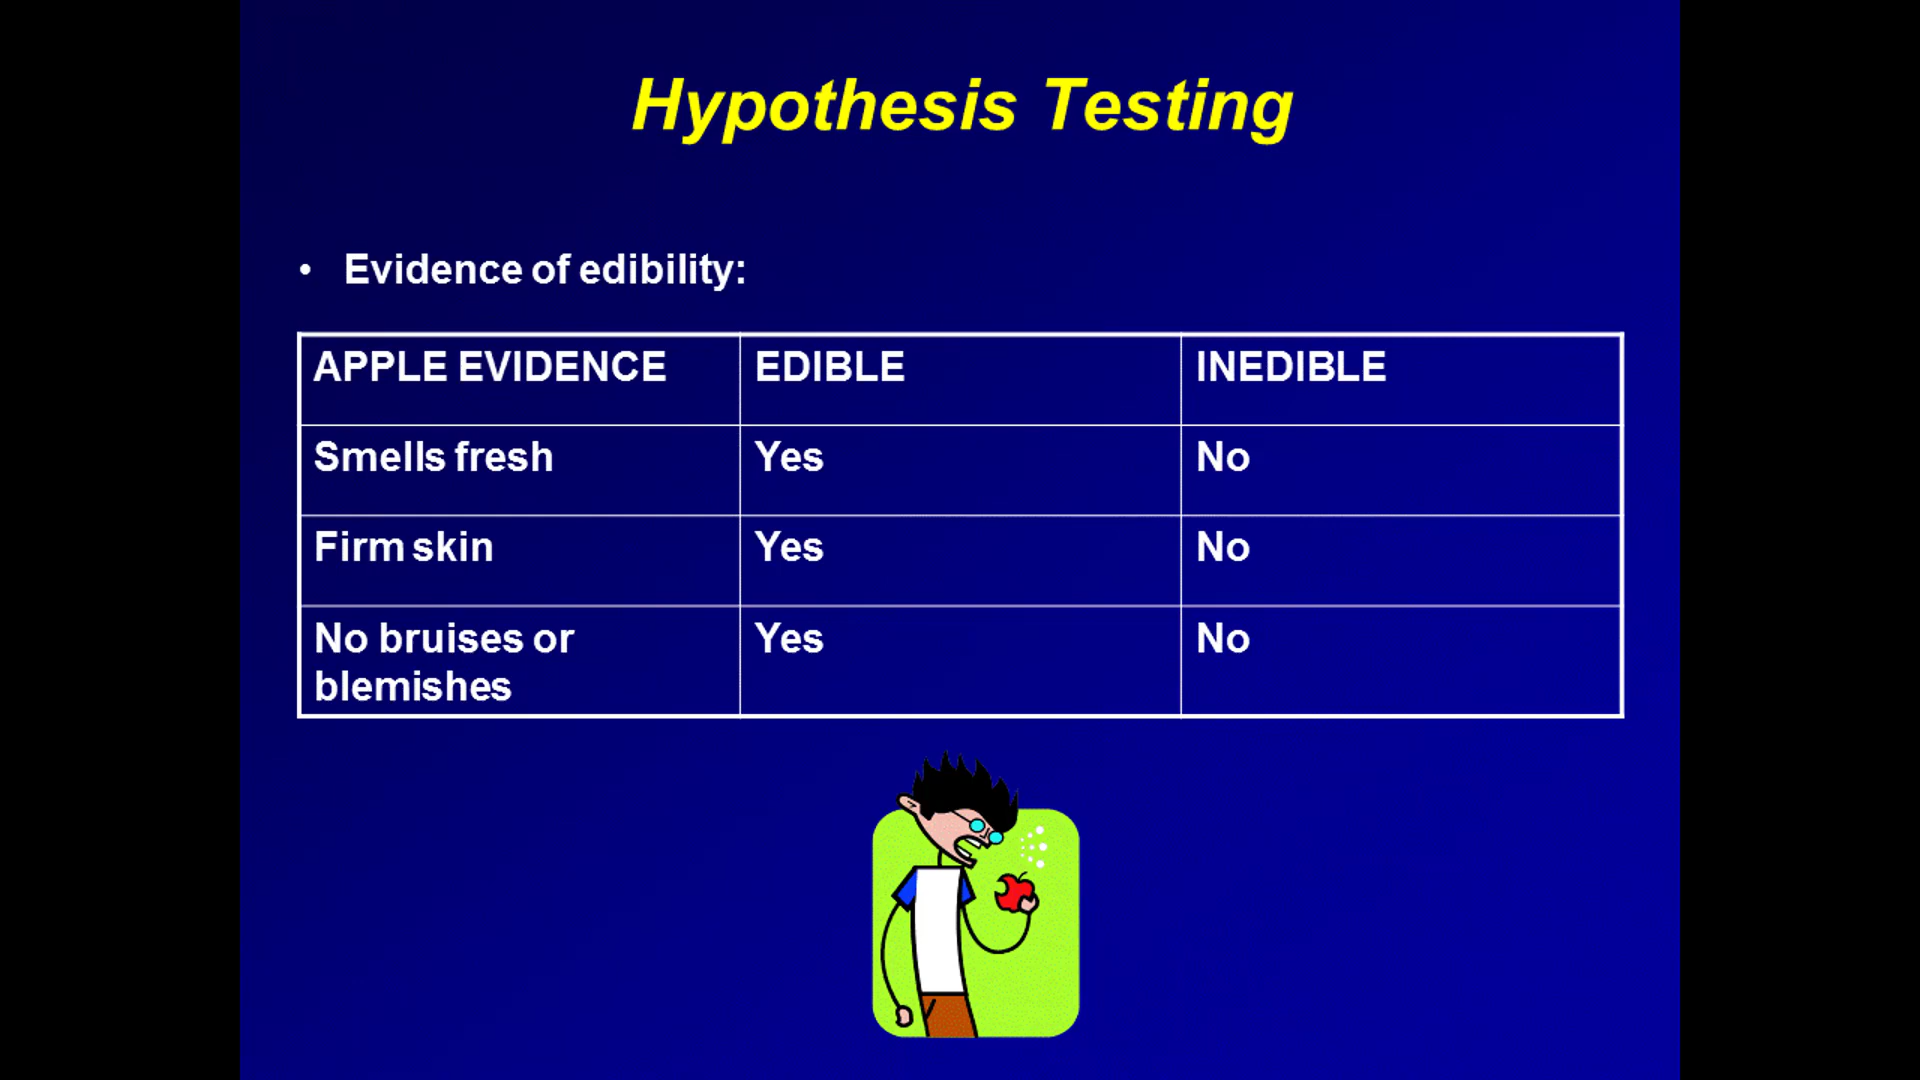 Hypothesis Testing
• Evidence of edibility:
APPLE EVIDENCE EDIBLE INEDIBLE
Smells fresh Yes No
Firm skin Yes No
No bruises or Yes No
blemishes